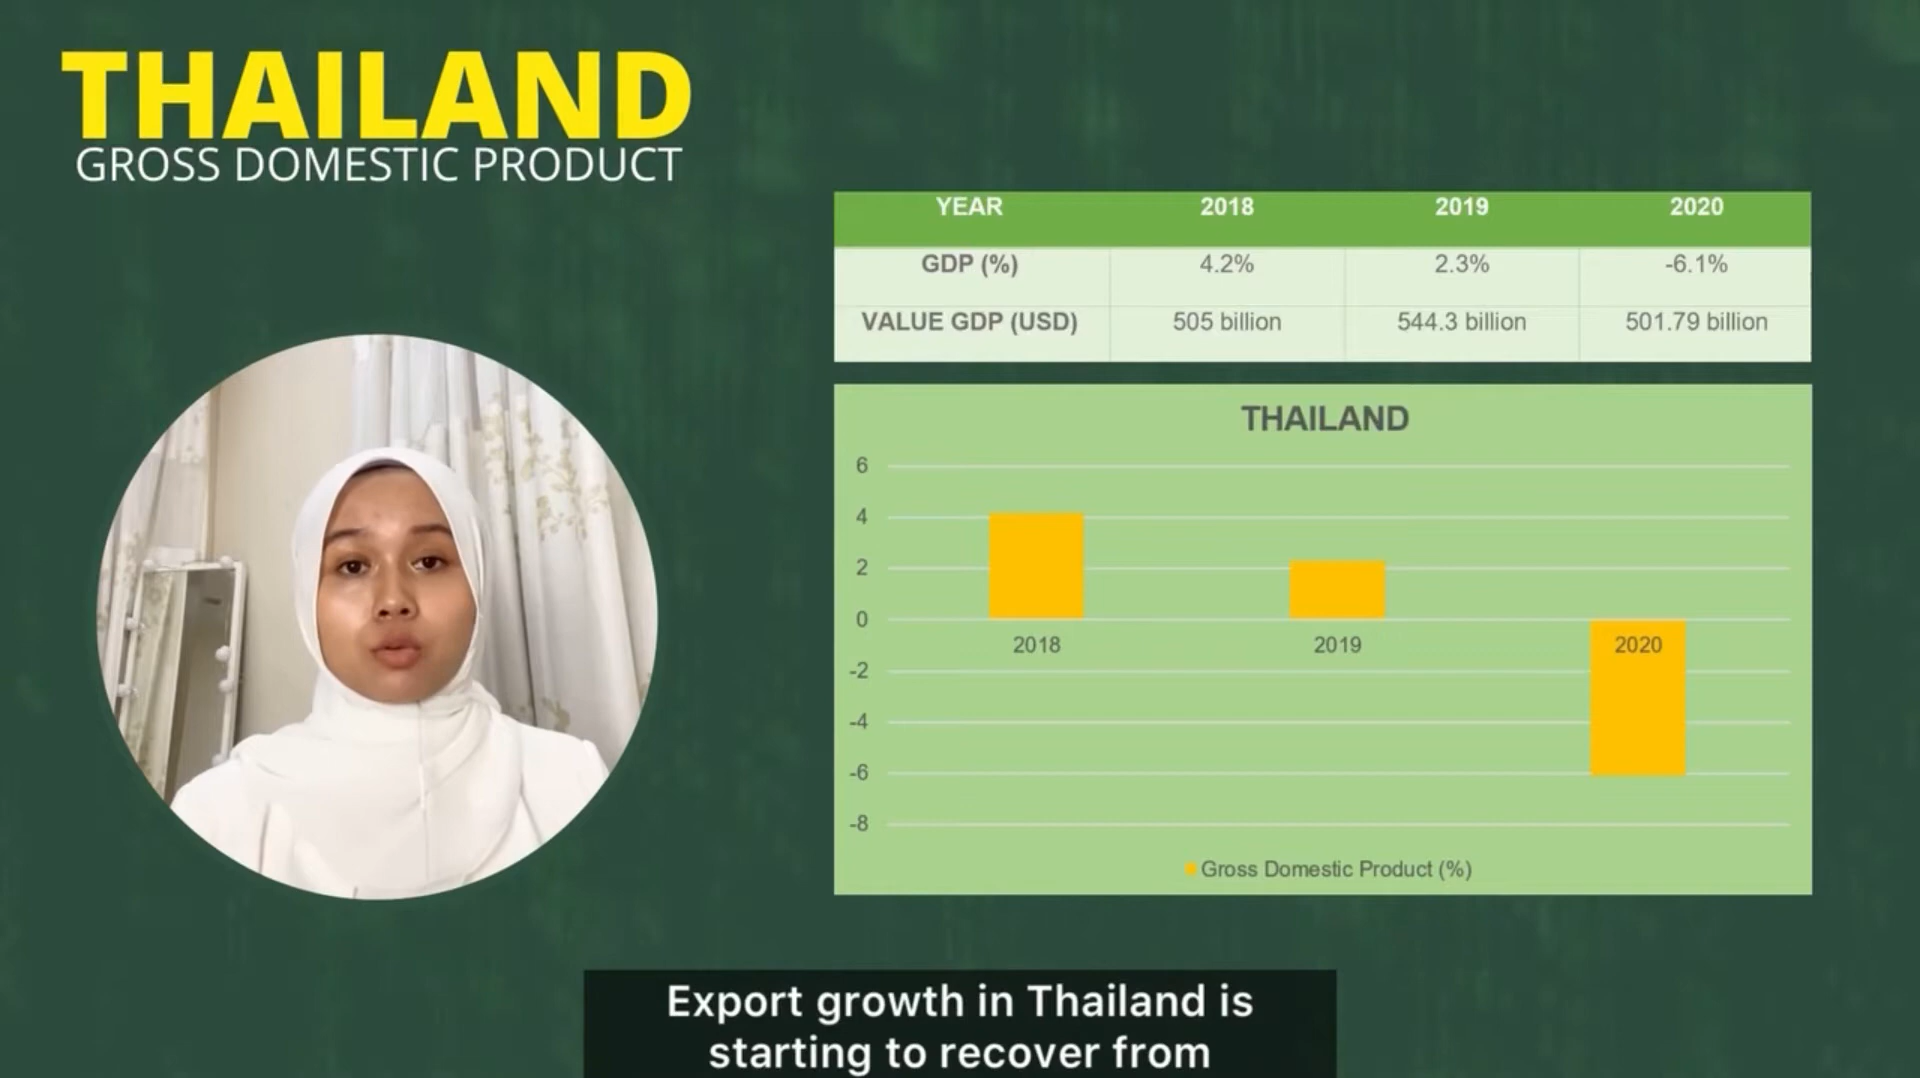 THAILAND
GROSS DOMESTIC PRODUCT
YEAR 2018 2019 2020
GDP (%) 4.2% 2.3% -6.1%
VALUE GDP (USD) 505 billion 544.3 billion 501.79 billion
THAILAND
6
4
2
0
2018 2019 2020
-2
-4
-6
-8
Gross Domestic Product (%)
Export growth in Thailand is
starting to recover from